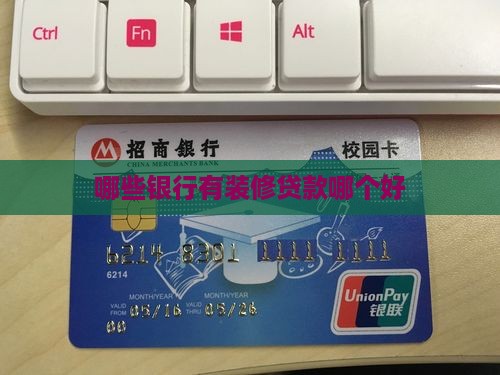 Ctrl
Fn
Alt
招商银行
CHINA MERCHANTS BANK
校园卡
哪些银行有装修贷款哪个好
6214 8301 1111 1111
6214
MONTH/YEAR MONTH/YEAR
VALID FROM 05/16 VALID THRU 05/26
00
UnionPay
银联